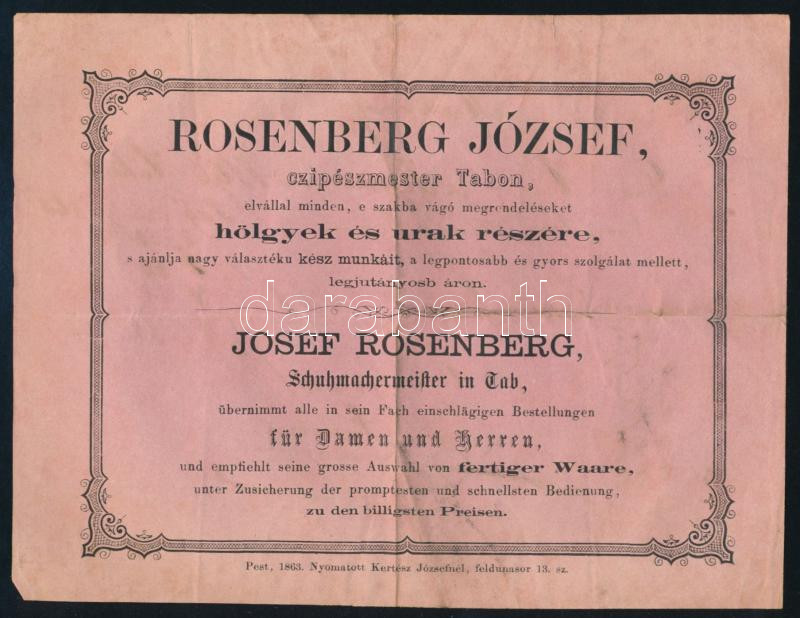 ROSENBERG JÓZSEF,
czipészmester Tabon,
elvállal minden, e szakba vágó megrendeléseket
hölgyek és urak részére,
s ajánlja nagy választéku kész munkáit, a legpontosabb és gyors szolgálat mellett,
legjutányosb áron.
darabanth
JOSEF ROSENBERG,
Schuhmachermeister in Tab,
übernimmt alle in sein Fach einschlägigen Bestellungen
für Damen und Herren,
und empfiehlt seine grosse Auswahl von fertiger Waare,
unter Zusicherung der promptesten und schnellsten Bedienung,
zu den billigsten Preisen.
Pest, 1863. Nyomatott Kertész Józsefnél, feldunasor 13. sz.